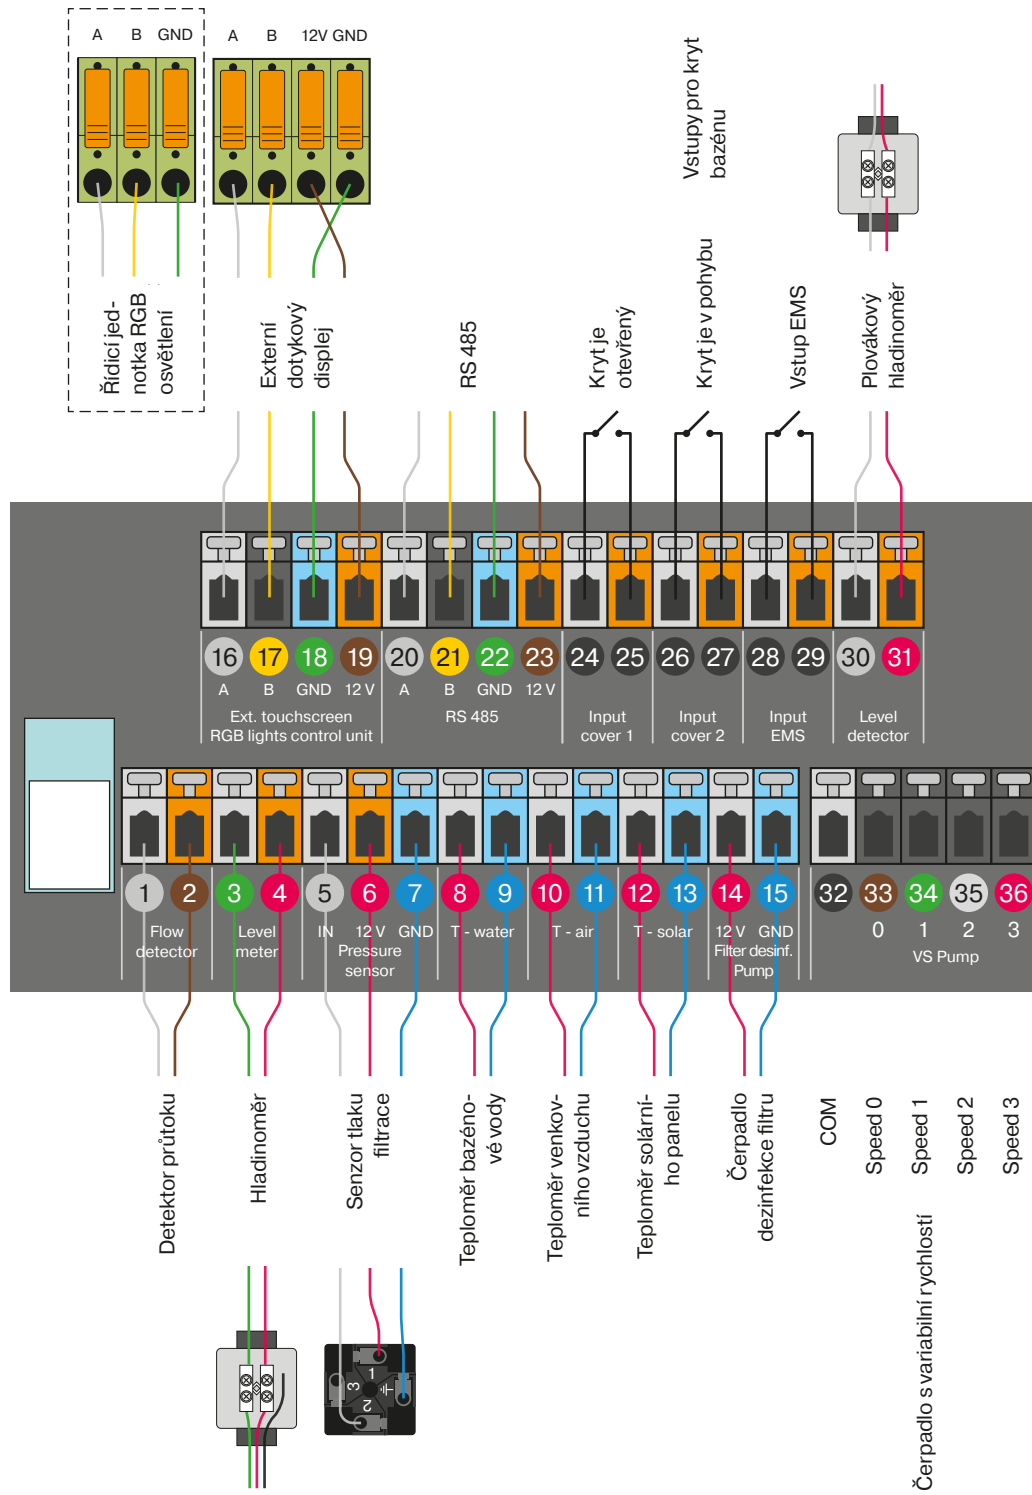 A B GND
A B 12V GND
Řídicí jed-
notka RGB
osvětlení
Externí
dotykový
displej
RS 485
Kryt je
otevřený
Vstupy pro kryt
bazénu
Kryt je v pohybu
Vstup EMS
Plovákový
hladinoměr
16 17 18 19 20 21 22 23 24 25 26 27 28 29 30 31
A B GND 12 V A B GND 12 V
Ext. touchscreen
RGB lights control unit
RS 485
Input
cover 1
Input
cover 2
Input
EMS
Level
detector
1 2 3 4 5 6 7 8 9 10 11 12 13 14 15 32 33 34 35 36
Flow
detector
Level
meter
IN 12 V GND
Pressure
sensor
T - water
T - air
T - solar
12 V GND
Filter desinf.
Pump
0 1 2 3
VS Pump
Detektor průtoku
Hladinoměr
Senzor tlaku
filtrace
Teploměr bazéno-
vé vody
Teploměr venkov-
ního vzduchu
Teploměr solární-
ho panelu
Čerpadlo
dezinfekce filtru
COM
Speed 0
Speed 1
Speed 2
Speed 3
Čerpadlo s variabilní rychlostí
1
3
2